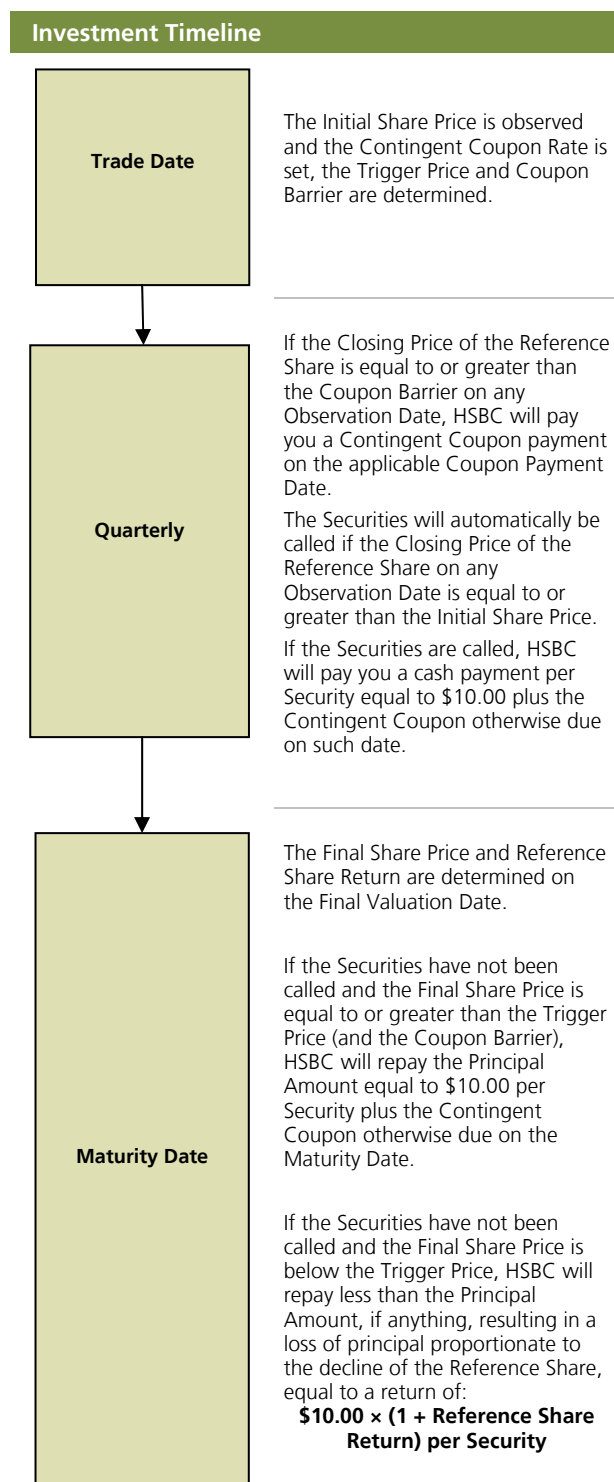 Investment Timeline
Trade Date
The Initial Share Price is observed
and the Contingent Coupon Rate is
set, the Trigger Price and Coupon
Barrier are determined.
Quarterly
If the Closing Price of the Reference
Share is equal to or greater than
the Coupon Barrier on any
Observation Date, HSBC will pay
you a Contingent Coupon payment
on the applicable Coupon Payment
Date.
The Securities will automatically be
called if the Closing Price of the
Reference Share on any
Observation Date is equal to or
greater than the Initial Share Price.
If the Securities are called, HSBC
will pay you a cash payment per
Security equal to $10.00 plus the
Contingent Coupon otherwise due
on such date.
Maturity Date
The Final Share Price and Reference
Share Return are determined on
the Final Valuation Date.
If the Securities have not been
called and the Final Share Price is
equal to or greater than the Trigger
Price (and the Coupon Barrier),
HSBC will repay the Principal
Amount equal to $10.00 per
Security plus the Contingent
Coupon otherwise due on the
Maturity Date.
If the Securities have not been
called and the Final Share Price is
below the Trigger Price, HSBC will
repay less than the Principal
Amount, if anything, resulting in a
loss of principal proportionate to
the decline of the Reference Share,
equal to a return of:
$10.00 × (1 + Reference Share
Return) per Security